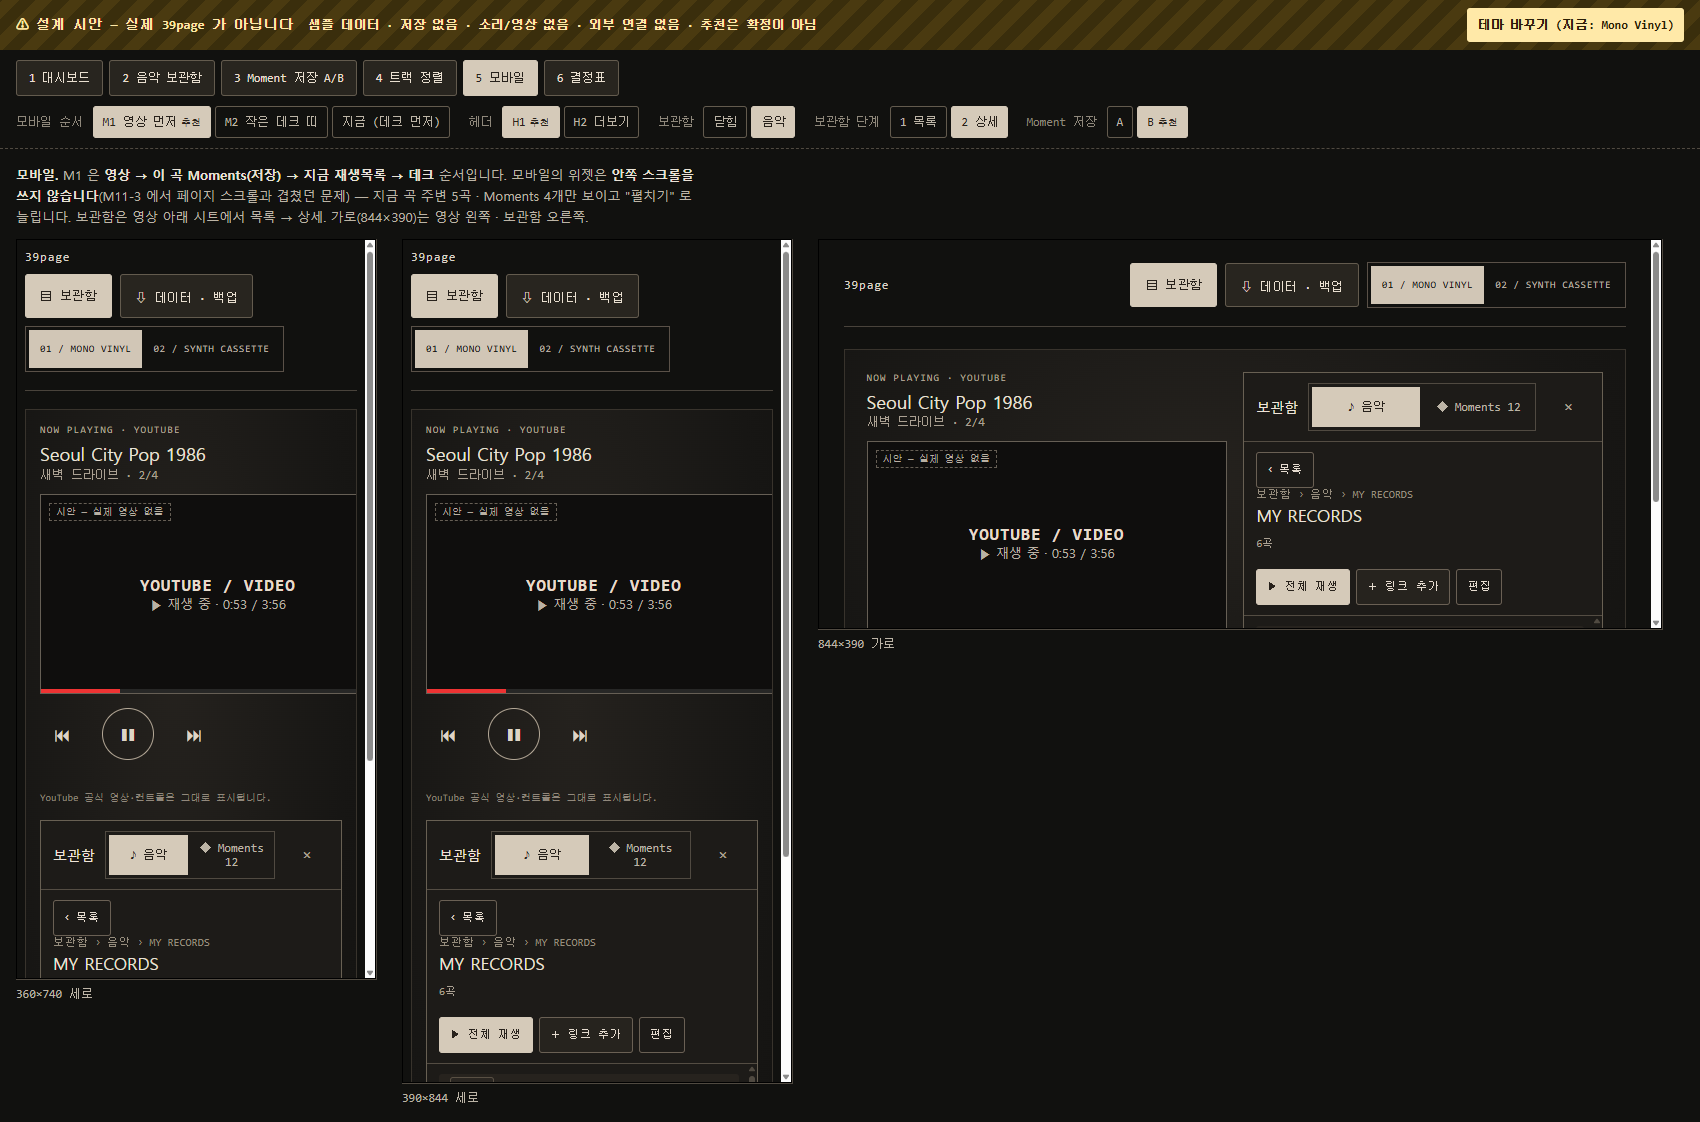 ⚠ 설계 시안 — 실제 39page 가 아닙니다 샘플 데이터 · 저장 없음 · 소리/영상 없음 · 외부 연결 없음 · 추천은 확정이 아님
테마 바꾸기 (지금: Mono Vinyl)
1 대시보드 2 음악 보관함 3 Moment 저장 A/B 4 트랙 정렬 5 모바일 6 결정표
모바일 순서 M1 영상 먼저 추천 M2 작은 데크 띠 지금 (데크 먼저) 헤더 H1 추천 H2 더보기 보관함 닫힘 음악 보관함 단계 1 목록 2 상세 Moment 저장 A B 추천
모바일. M1 은 영상 → 이 곡 Moments(저장) → 지금 재생목록 → 데크 순서입니다. 모바일의 위젯은 안쪽 스크롤을
쓰지 않습니다(M11-3 에서 페이지 스크롤과 겹쳤던 문제) — 지금 곡 주변 5곡 · Moments 4개만 보이고 "펼치기" 로
늘립니다. 보관함은 영상 아래 시트에서 목록 → 상세. 가로(844×390)는 영상 왼쪽 · 보관함 오른쪽.
39page
▤ 보관함 ⇩ 데이터 · 백업
01 / MONO VINYL 02 / SYNTH CASSETTE
NOW PLAYING · YOUTUBE
Seoul City Pop 1986
새벽 드라이브 · 2/4
시안 — 실제 영상 없음
YOUTUBE / VIDEO
▶ 재생 중 · 0:53 / 3:56
⏮ ⏸ ⏭
YouTube 공식 영상·컨트롤은 그대로 표시됩니다.
보관함 ♪ 음악 ◆ Moments
12 ×
‹ 목록
보관함 › 음악 › MY RECORDS
MY RECORDS
360×740 세로
39page
▤ 보관함 ⇩ 데이터 · 백업
01 / MONO VINYL 02 / SYNTH CASSETTE
NOW PLAYING · YOUTUBE
Seoul City Pop 1986
새벽 드라이브 · 2/4
시안 — 실제 영상 없음
YOUTUBE / VIDEO
▶ 재생 중 · 0:53 / 3:56
⏮ ⏸ ⏭
YouTube 공식 영상·컨트롤은 그대로 표시됩니다.
보관함 ♪ 음악 ◆ Moments
12 ×
‹ 목록
보관함 › 음악 › MY RECORDS
MY RECORDS
6곡
▶ 전체 재생 + 링크 추가 편집
390×844 세로
39page ▤ 보관함 ⇩ 데이터 · 백업 01 / MONO VINYL 02 / SYNTH CASSETTE
NOW PLAYING · YOUTUBE
Seoul City Pop 1986
새벽 드라이브 · 2/4
시안 — 실제 영상 없음
YOUTUBE / VIDEO
▶ 재생 중 · 0:53 / 3:56
보관함 ♪ 음악 ◆ Moments 12 ×
‹ 목록
보관함 › 음악 › MY RECORDS
MY RECORDS
6곡
▶ 전체 재생 + 링크 추가 편집
844×390 가로